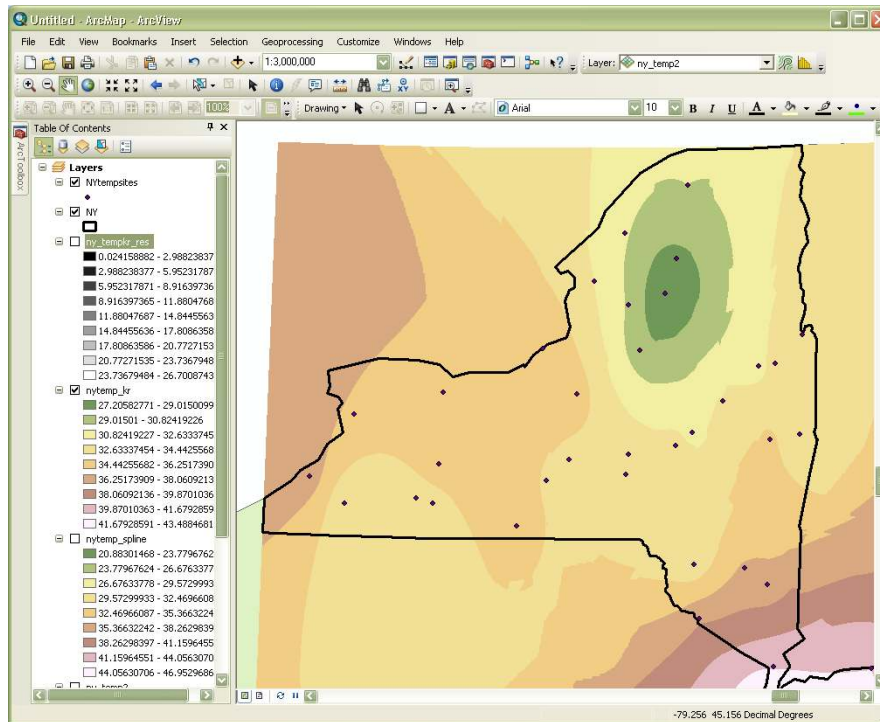 Untitled - ArcMap - ArcView
File Edit View Bookmarks Insert Selection Geoprocessing Customize Windows Help
1:3,000,000 Layer: ny_temp2
100% Drawing Arial 10 B I U A
ArcToolbox
Table Of Contents
Layers
NYtempsites
NY
ny_tempkr_res
0.024158882 - 2.98823837
2.988238377 - 5.95231787
5.952317871 - 8.91639736
8.916397365 - 11.8804768
11.88047687 - 14.8445563
14.84455636 - 17.8086358
17.80863586 - 20.7727153
20.77271535 - 23.7367948
23.73679484 - 26.7008743
nytemp_kr
27.20582771 - 29.0150099
29.01501 - 30.82419226
30.82419227 - 32.6333745
32.63337454 - 34.4425568
34.44255682 - 36.2517390
36.25173909 - 38.0609213
38.06092136 - 39.8701036
39.87010363 - 41.6792859
41.67928591 - 43.4884681
nytemp_spline
20.88301468 - 23.7796762
23.77967624 - 26.6763377
26.67633778 - 29.5729993
29.57299933 - 32.4696608
32.46966087 - 35.3663224
35.36632242 - 38.2629839
38.26298397 - 41.1596455
41.15964551 - 44.0563070
44.05630706 - 46.9529686
ny_temp2
-79.256 45.156 Decimal Degrees